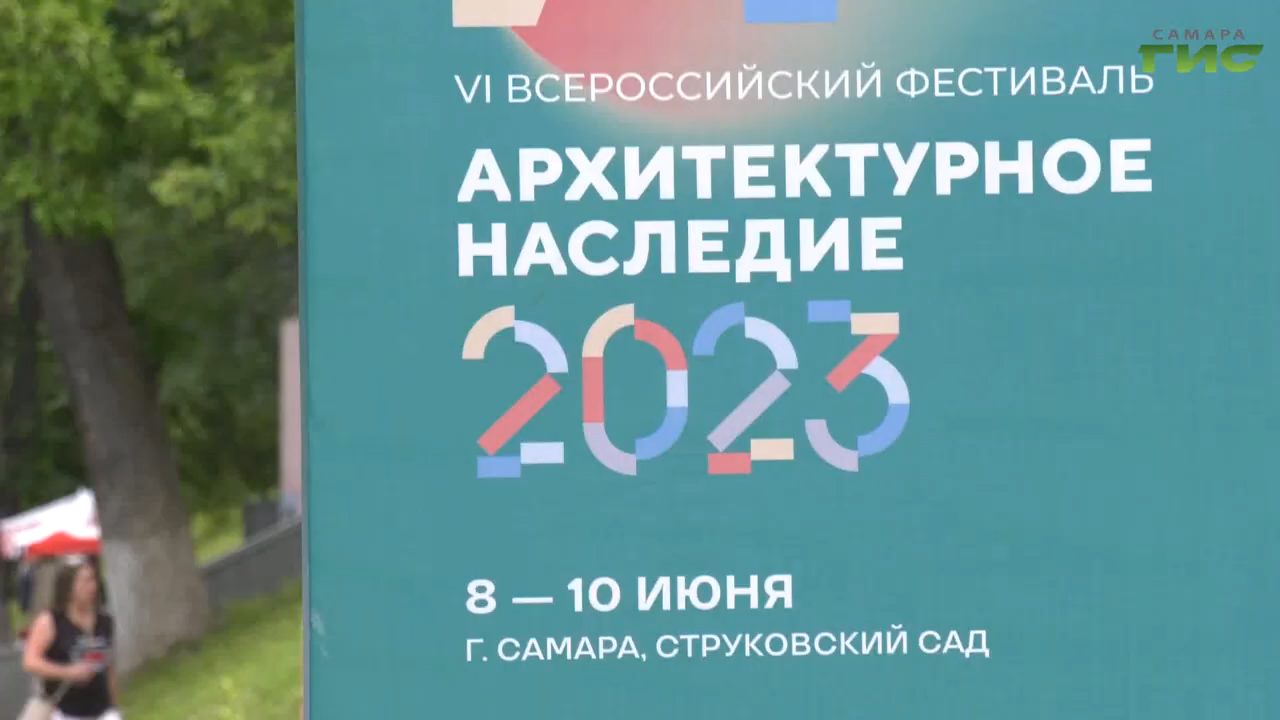 САМАРА
ГИС
VI ВСЕРОССИЙСКИЙ ФЕСТИВАЛЬ
АРХИТЕКТУРНОЕ
НАСЛЕДИЕ
2023
8 — 10 ИЮНЯ
Г. САМАРА, СТРУКОВСКИЙ САД